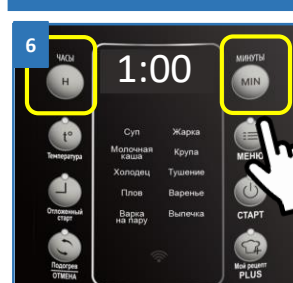 6
ЧАСЫ
МИНУТЫ
H
1:00
MIN
t°
Суп
Жарка
Температура
Молочная
каша
Крупа
МЕНЮ
Холодец
Тушение
Отложенный
старт
Плов
Варенье
СТАРТ
Варка
на пару
Выпечка
Подогрев
ОТМЕНА
Мой рецепт
PLUS